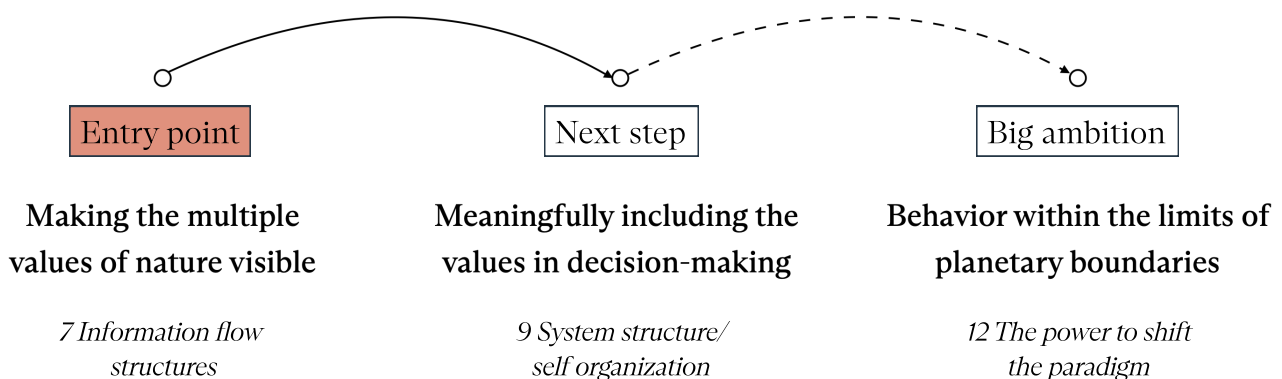 Entry point
Making the multiple
values of nature visible
7 Information flow
structures
Next step
Meaningfully including the
values in decision-making
9 System structure/
self organization
Big ambition
Behavior within the limits of
planetary boundaries
12 The power to shift
the paradigm